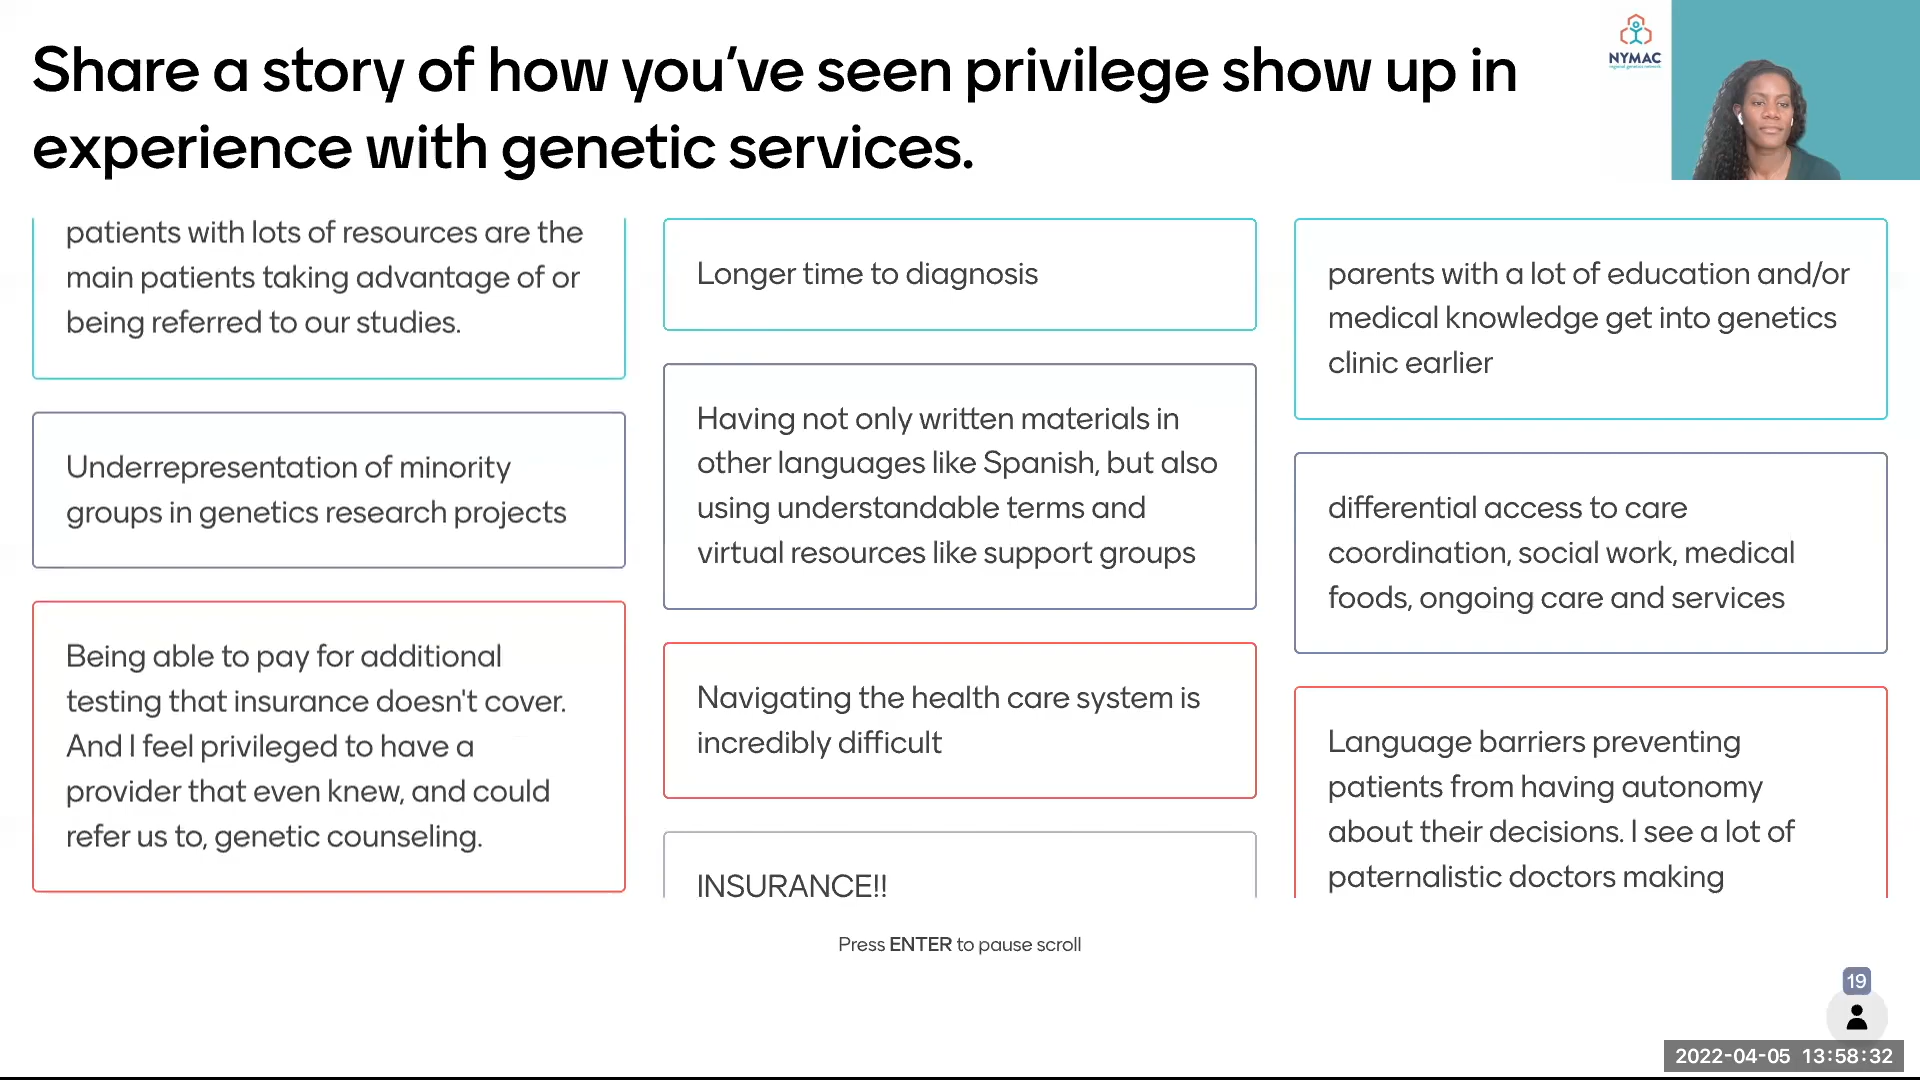 Share a story of how you've seen privilege show up in
experience with genetic services.
NYMAC
regional genetics network
patients with lots of resources are the
main patients taking advantage of or
being referred to our studies.
Underrepresentation of minority
groups in genetics research projects
Being able to pay for additional
testing that insurance doesn't cover.
And I feel privileged to have a
provider that even knew, and could
refer us to, genetic counseling.
Longer time to diagnosis
Having not only written materials in
other languages like Spanish, but also
using understandable terms and
virtual resources like support groups
Navigating the health care system is
incredibly difficult
INSURANCE!!
parents with a lot of education and/or
medical knowledge get into genetics
clinic earlier
differential access to care
coordination, social work, medical
foods, ongoing care and services
Language barriers preventing
patients from having autonomy
about their decisions. I see a lot of
paternalistic doctors making
Press ENTER to pause scroll
19
2022-04-05 13:58:32